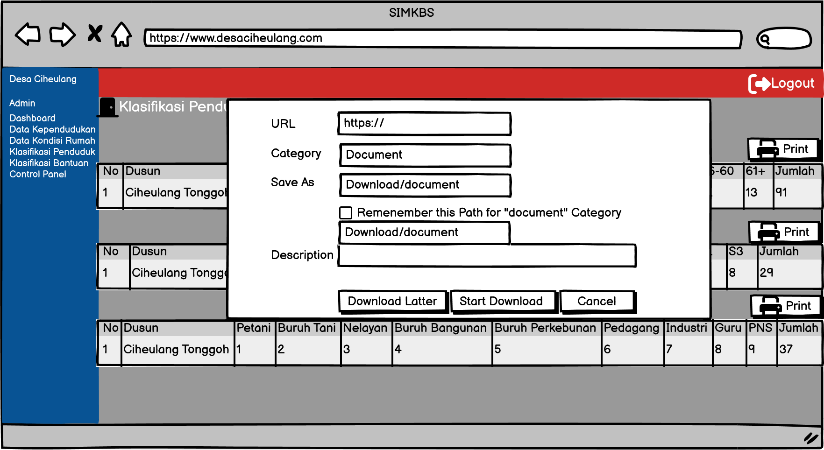 SIMKBS
https://www.desaciheulang.com
Desa Ciheulang
Logout
Admin
Dashboard
Data Kependudukan
Data Kondisi Rumah
Klasifikasi Penduduk
Klasifikasi Bantuan
Control Panel
Klasifikasi Pendu
URL https://
Category Document
Save As Download/document
Remenember this Path for "document" Category
Download/document
Description
Download Latter Start Download Cancel
Print
No Dusun -60 61+ Jumlah
1 Ciheulang Tonggoh 13 91
Print
No Dusun S3 Jumlah
1 Ciheulang Tonggo 8 29
Print
No Dusun Petani Buruh Tani Nelayan Buruh Bangunan Buruh Perkebunan Pedagang Industri Guru PNS Jumlah
1 Ciheulang Tonggoh 1 2 3 4 5 6 7 8 9 37